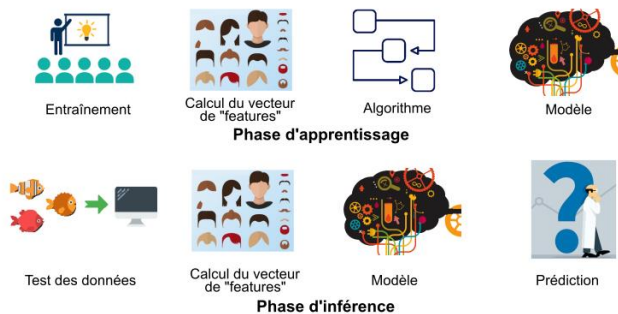 Entraînement
Calcul du vecteur
de "features"
Algorithme
Modèle
Phase d'apprentissage
Test des données
Calcul du vecteur
de "features"
Modèle
Prédiction
Phase d'inférence